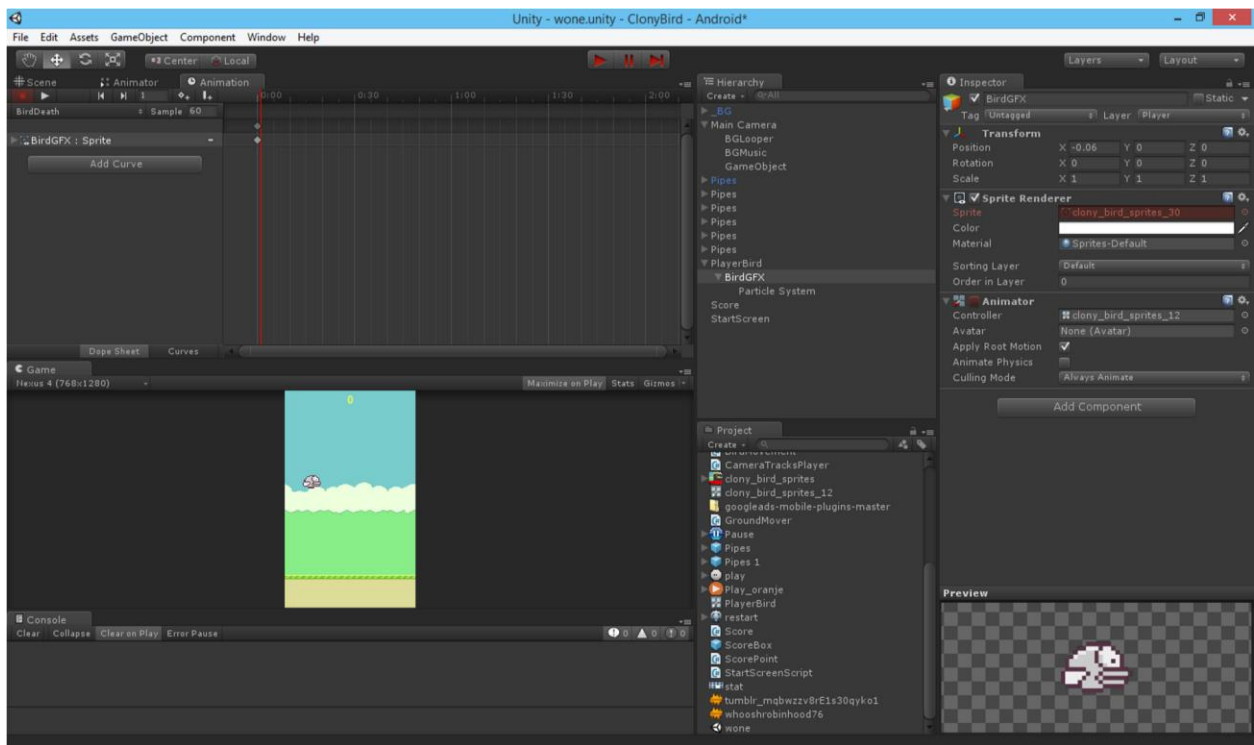 Unity - wone.unity - ClonyBird - Android*
File Edit Assets GameObject Component Window Help
Center Local
Layers Layout
Scene Animator Animation
1 0:00 0:30 1:00 1:30 2:00
BirdDeath Sample 60
BirdGFX : Sprite
Add Curve
Dope Sheet Curves
Game
Nexus 4 (768x1280) Maximize on Play Stats Gizmos
0
Console
Clear Collapse Clear on Play Error Pause 0 0 0
Hierarchy
Create All
_BG
Main Camera
BGLooper
BGMusic
GameObject
Pipes
Pipes
Pipes
Pipes
Pipes
Pipes
PlayerBird
BirdGFX
Particle System
Score
StartScreen
Project
Create
BirdMovement
CameraTracksPlayer
clony_bird_sprites
clony_bird_sprites_12
googleads-mobile-plugins-master
GroundMover
Pause
Pipes
Pipes 1
play
Play_oranje
PlayerBird
restart
Score
ScoreBox
ScorePoint
StartScreenScript
stat
tumblr_mqbwzzv8rE1s30qyko1
whooshrobinhood76
wone
Inspector
BirdGFX Static
Tag Untagged Layer Player
Transform
Position X -0.06 Y 0 Z 0
Rotation X 0 Y 0 Z 0
Scale X 1 Y 1 Z 1
Sprite Renderer
Sprite clony_bird_sprites_30
Color
Material Sprites-Default
Sorting Layer Default
Order in Layer 0
Animator
Controller clony_bird_sprites_12
Avatar None (Avatar)
Apply Root Motion
Animate Physics
Culling Mode Always Animate
Add Component
Preview